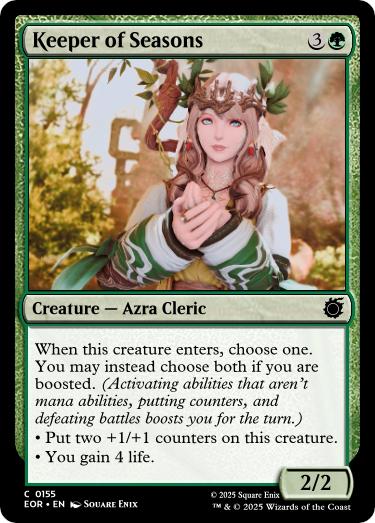 Keeper of Seasons 3
Creature — Azra Cleric
When this creature enters, choose one.
You may instead choose both if you are
boosted. (Activating abilities that aren't
mana abilities, putting counters, and
defeating battles boosts you for the turn.)
• Put two +1/+1 counters on this creature.
• You gain 4 life.
2/2
C 0155
EOR • EN Square Enix
© 2025 Square Enix
™ & © 2025 Wizards of the Coast